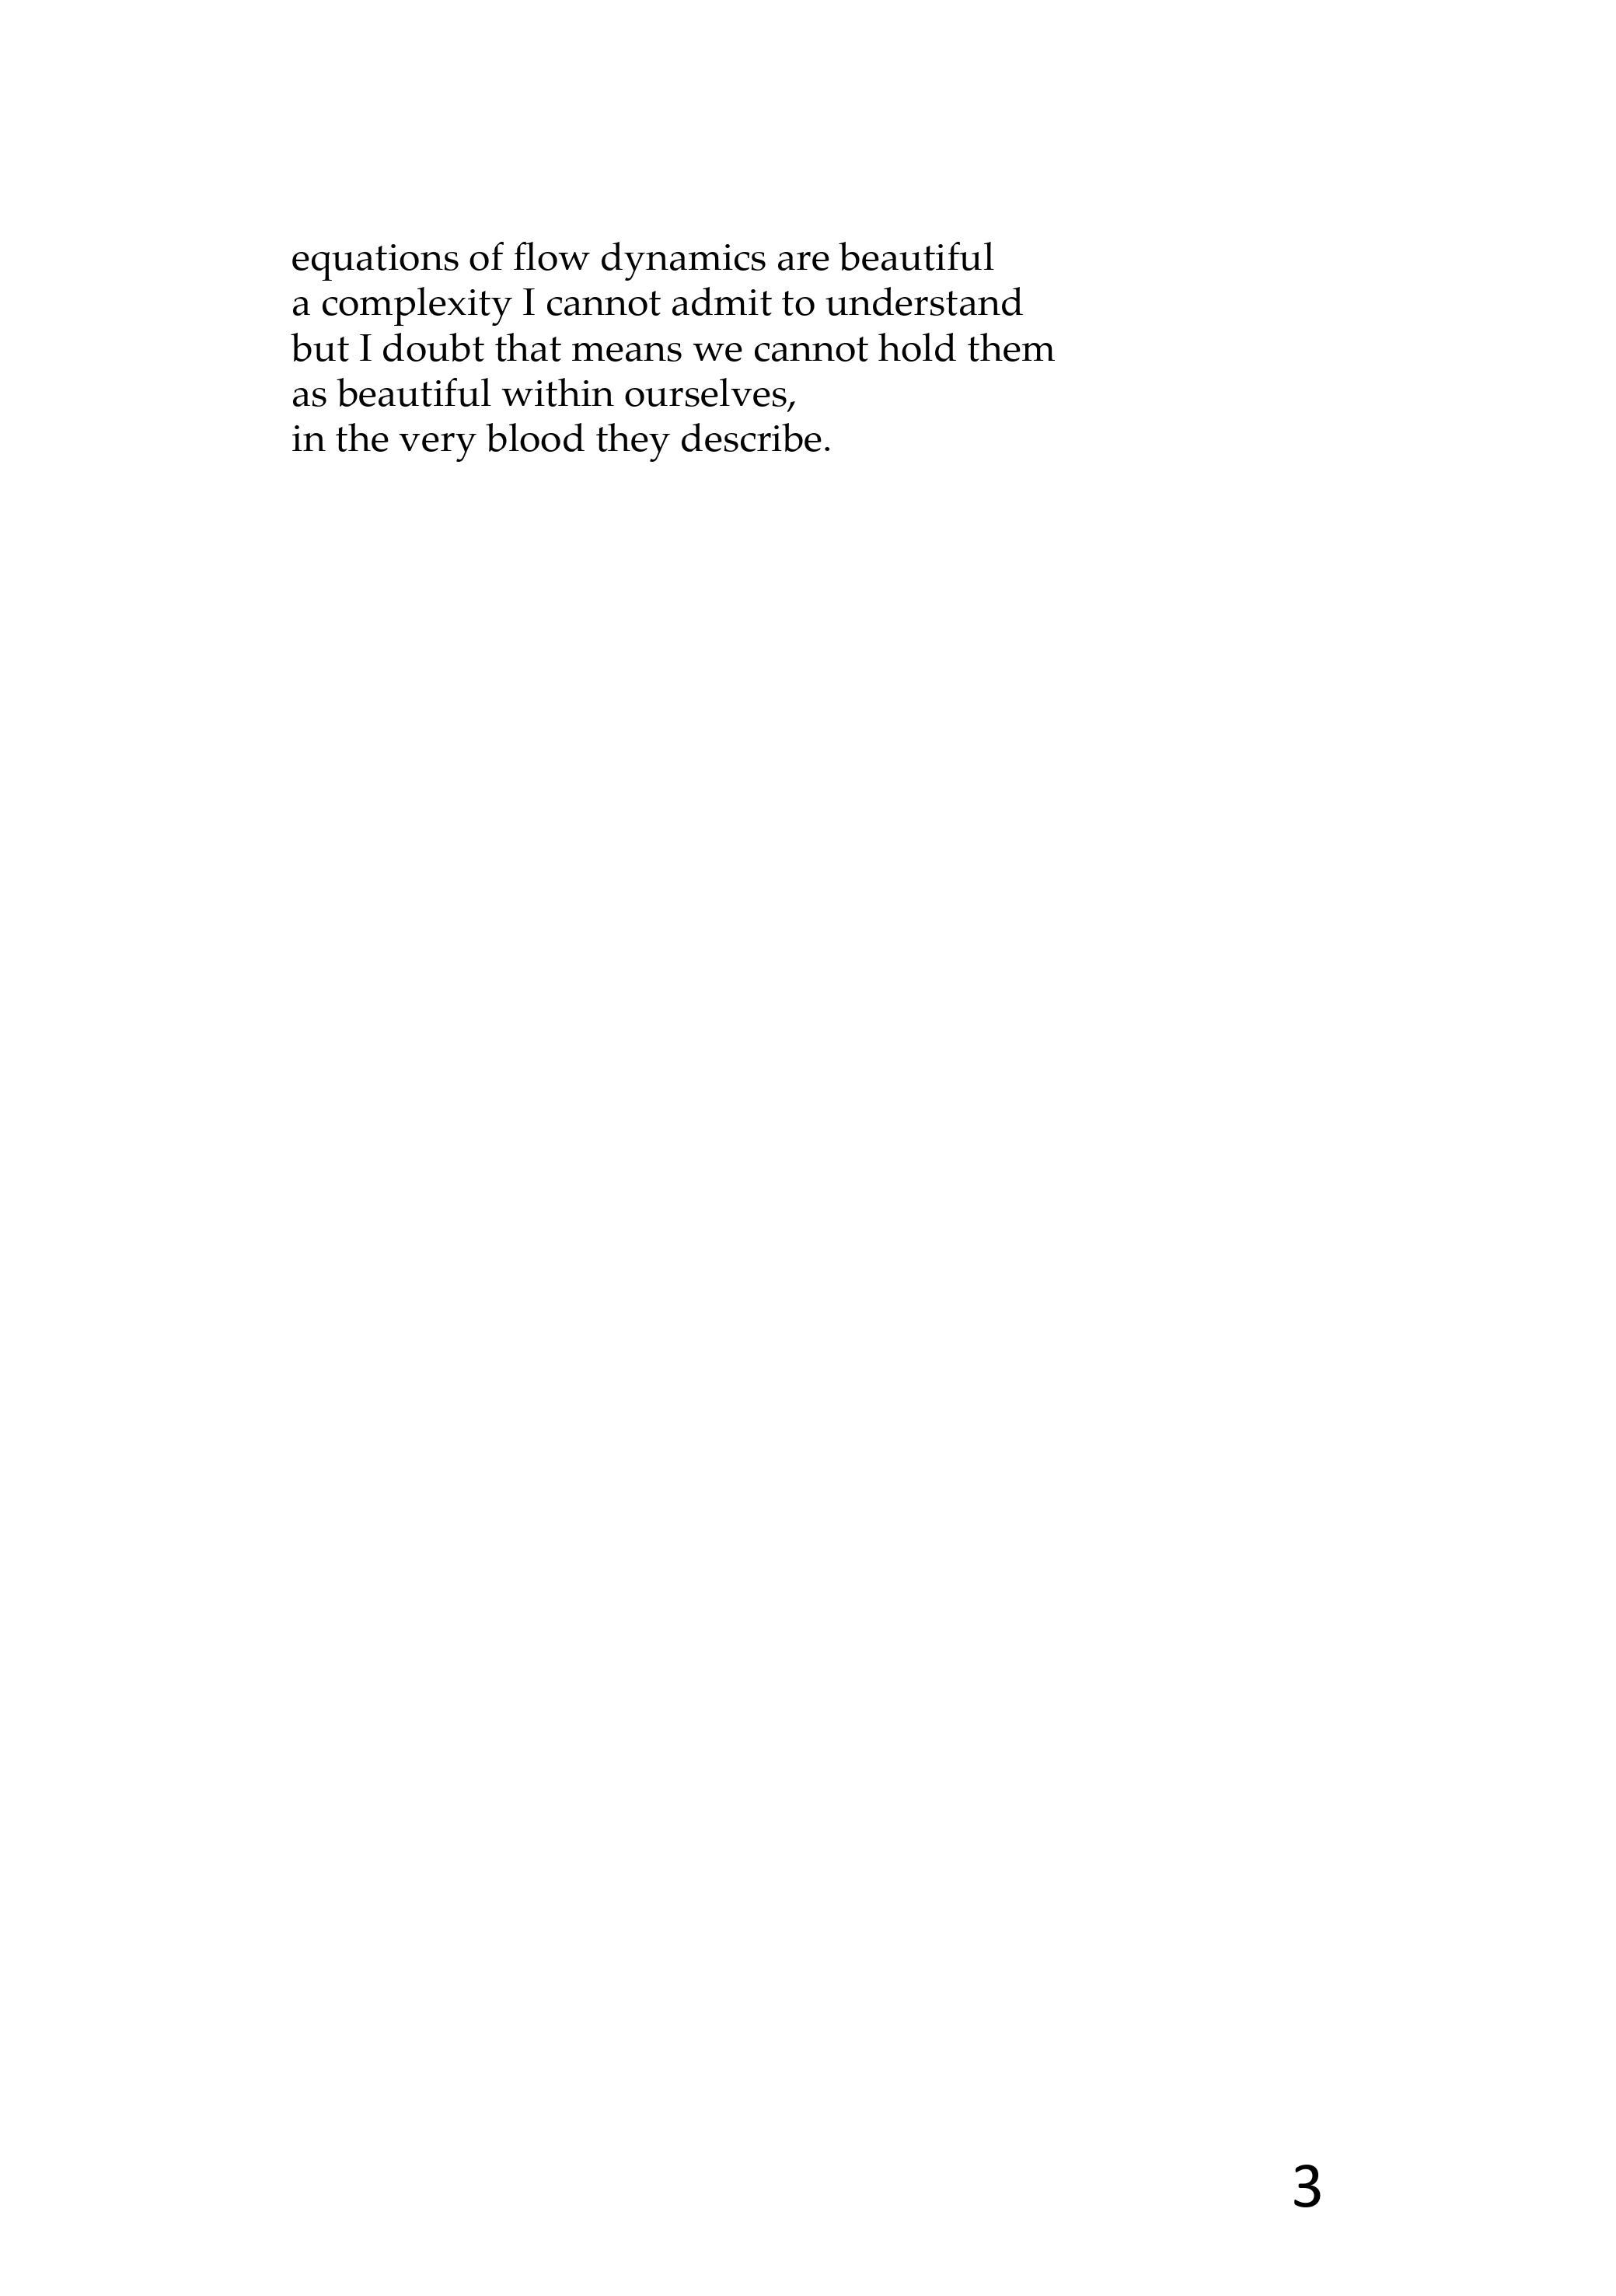 equations of flow dynamics are beautiful
a complexity I cannot admit to understand
but I doubt that means we cannot hold them
as beautiful within ourselves,
in the very blood they describe.
3